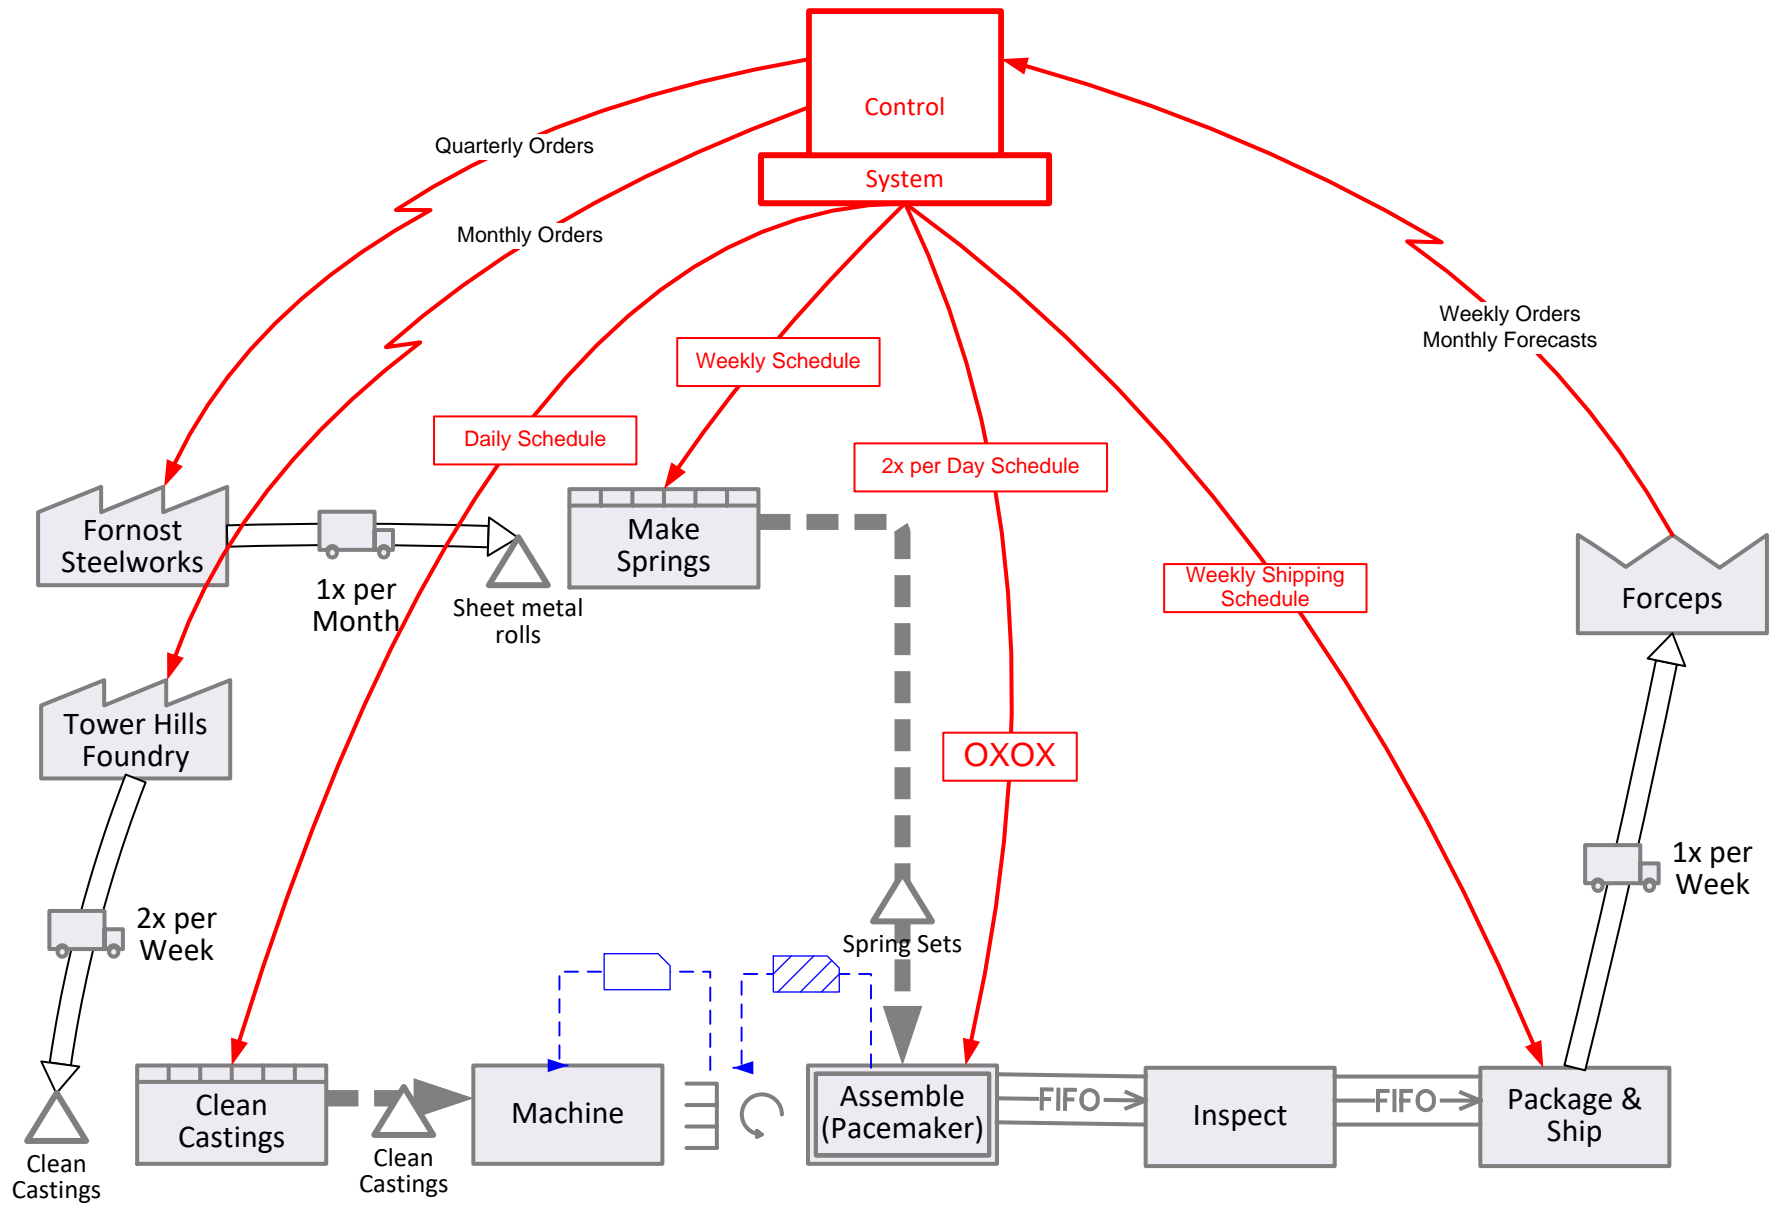 Control
System
Quarterly Orders
Monthly Orders
Weekly Orders
Monthly Forecasts
Weekly Schedule
Daily Schedule
2x per Day Schedule
Weekly Shipping
Schedule
OXOX
Fornost
Steelworks
1x per
Month
Sheet metal
rolls
Make
Springs
Forceps
Tower Hills
Foundry
2x per
Week
1x per
Week
Spring Sets
Clean
Castings
Clean
Castings
Clean
Castings
Machine
Assemble
(Pacemaker)
FIFO
Inspect
FIFO
Package &
Ship